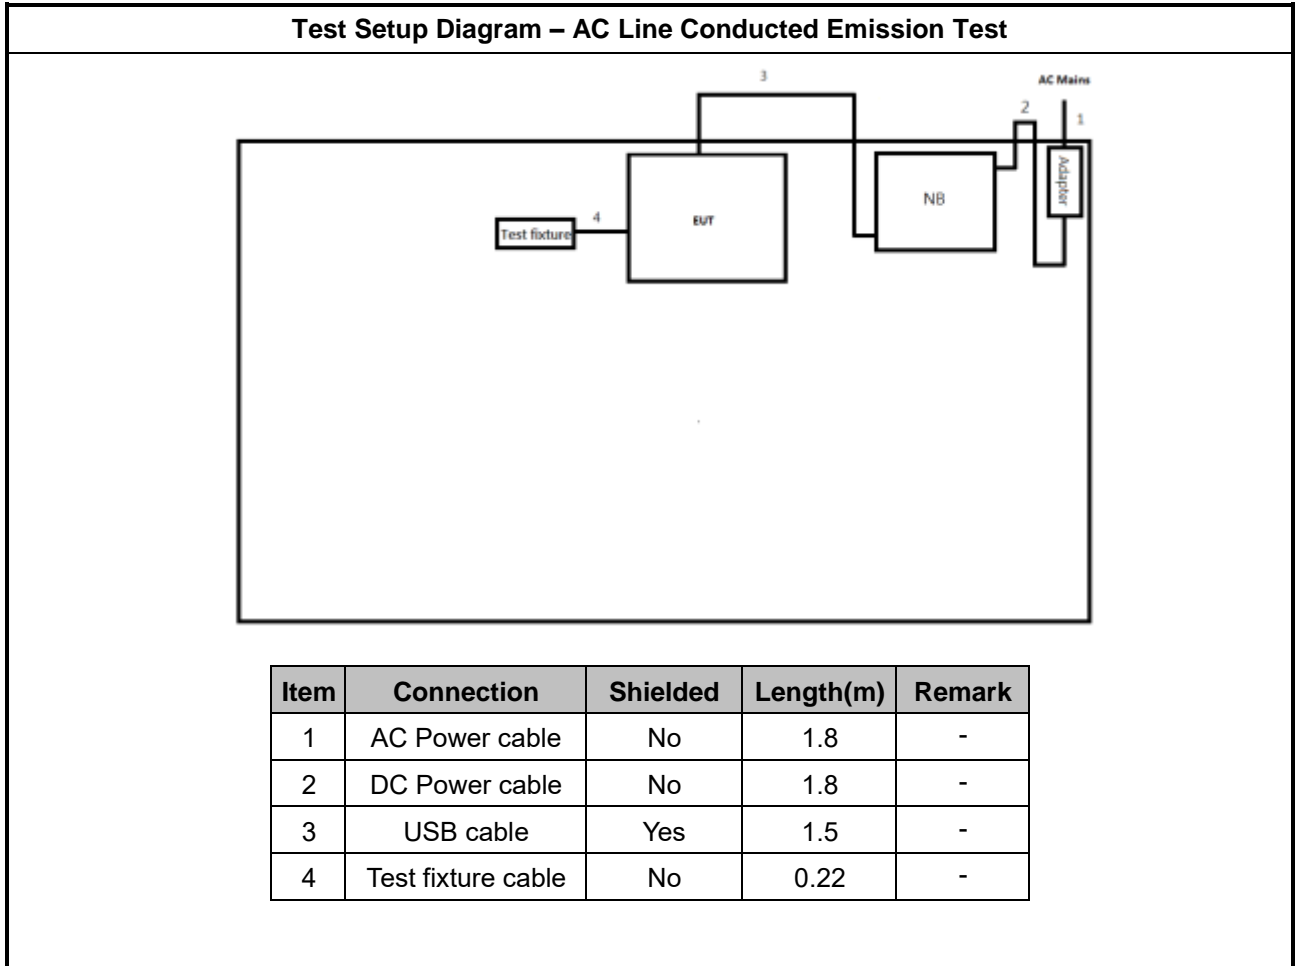 Test Setup Diagram – AC Line Conducted Emission Test
3
AC Mains
2
1
Adapter
NB
4
EUT
Test fixture
Item Connection Shielded Length(m) Remark
1 AC Power cable No 1.8 -
2 DC Power cable No 1.8 -
3 USB cable Yes 1.5 -
4 Test fixture cable No 0.22 -